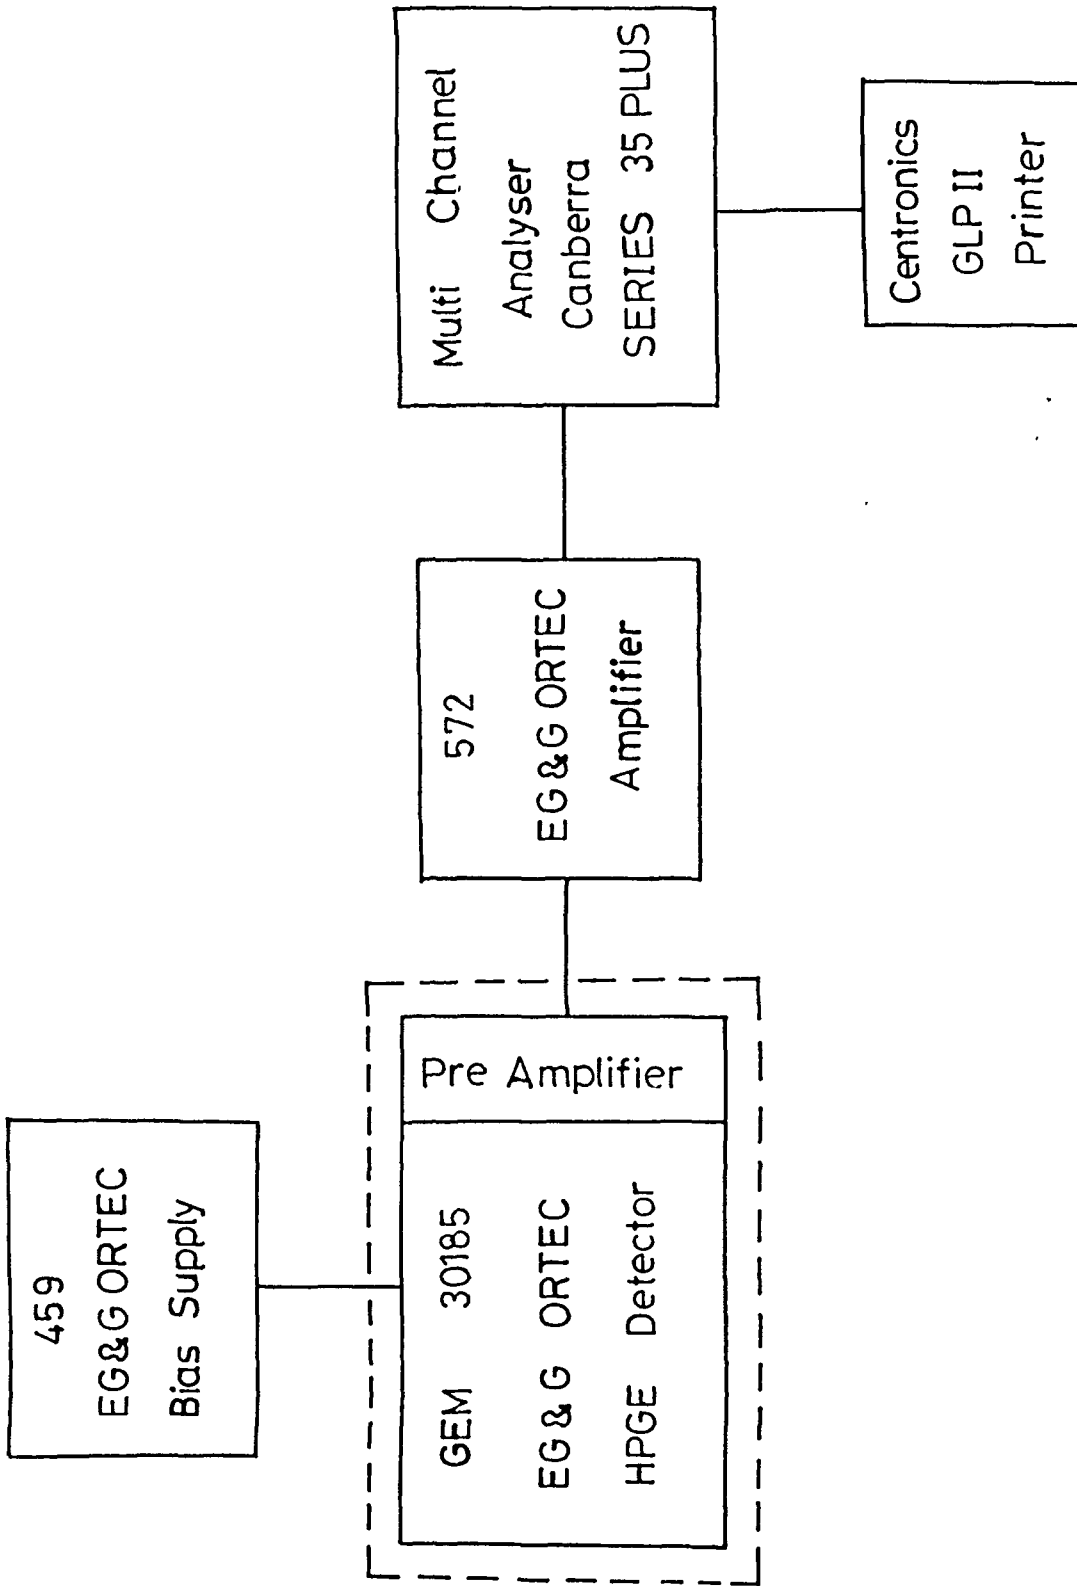 459
EG&G ORTEC
Bias Supply
GEM 30185
EG&G ORTEC
HPGE Detector
Pre Amplifier
572
EG&G ORTEC
Amplifier
Multi Channel
Analyser
Canberra
SERIES 35 PLUS
Centronics
GLP II
Printer